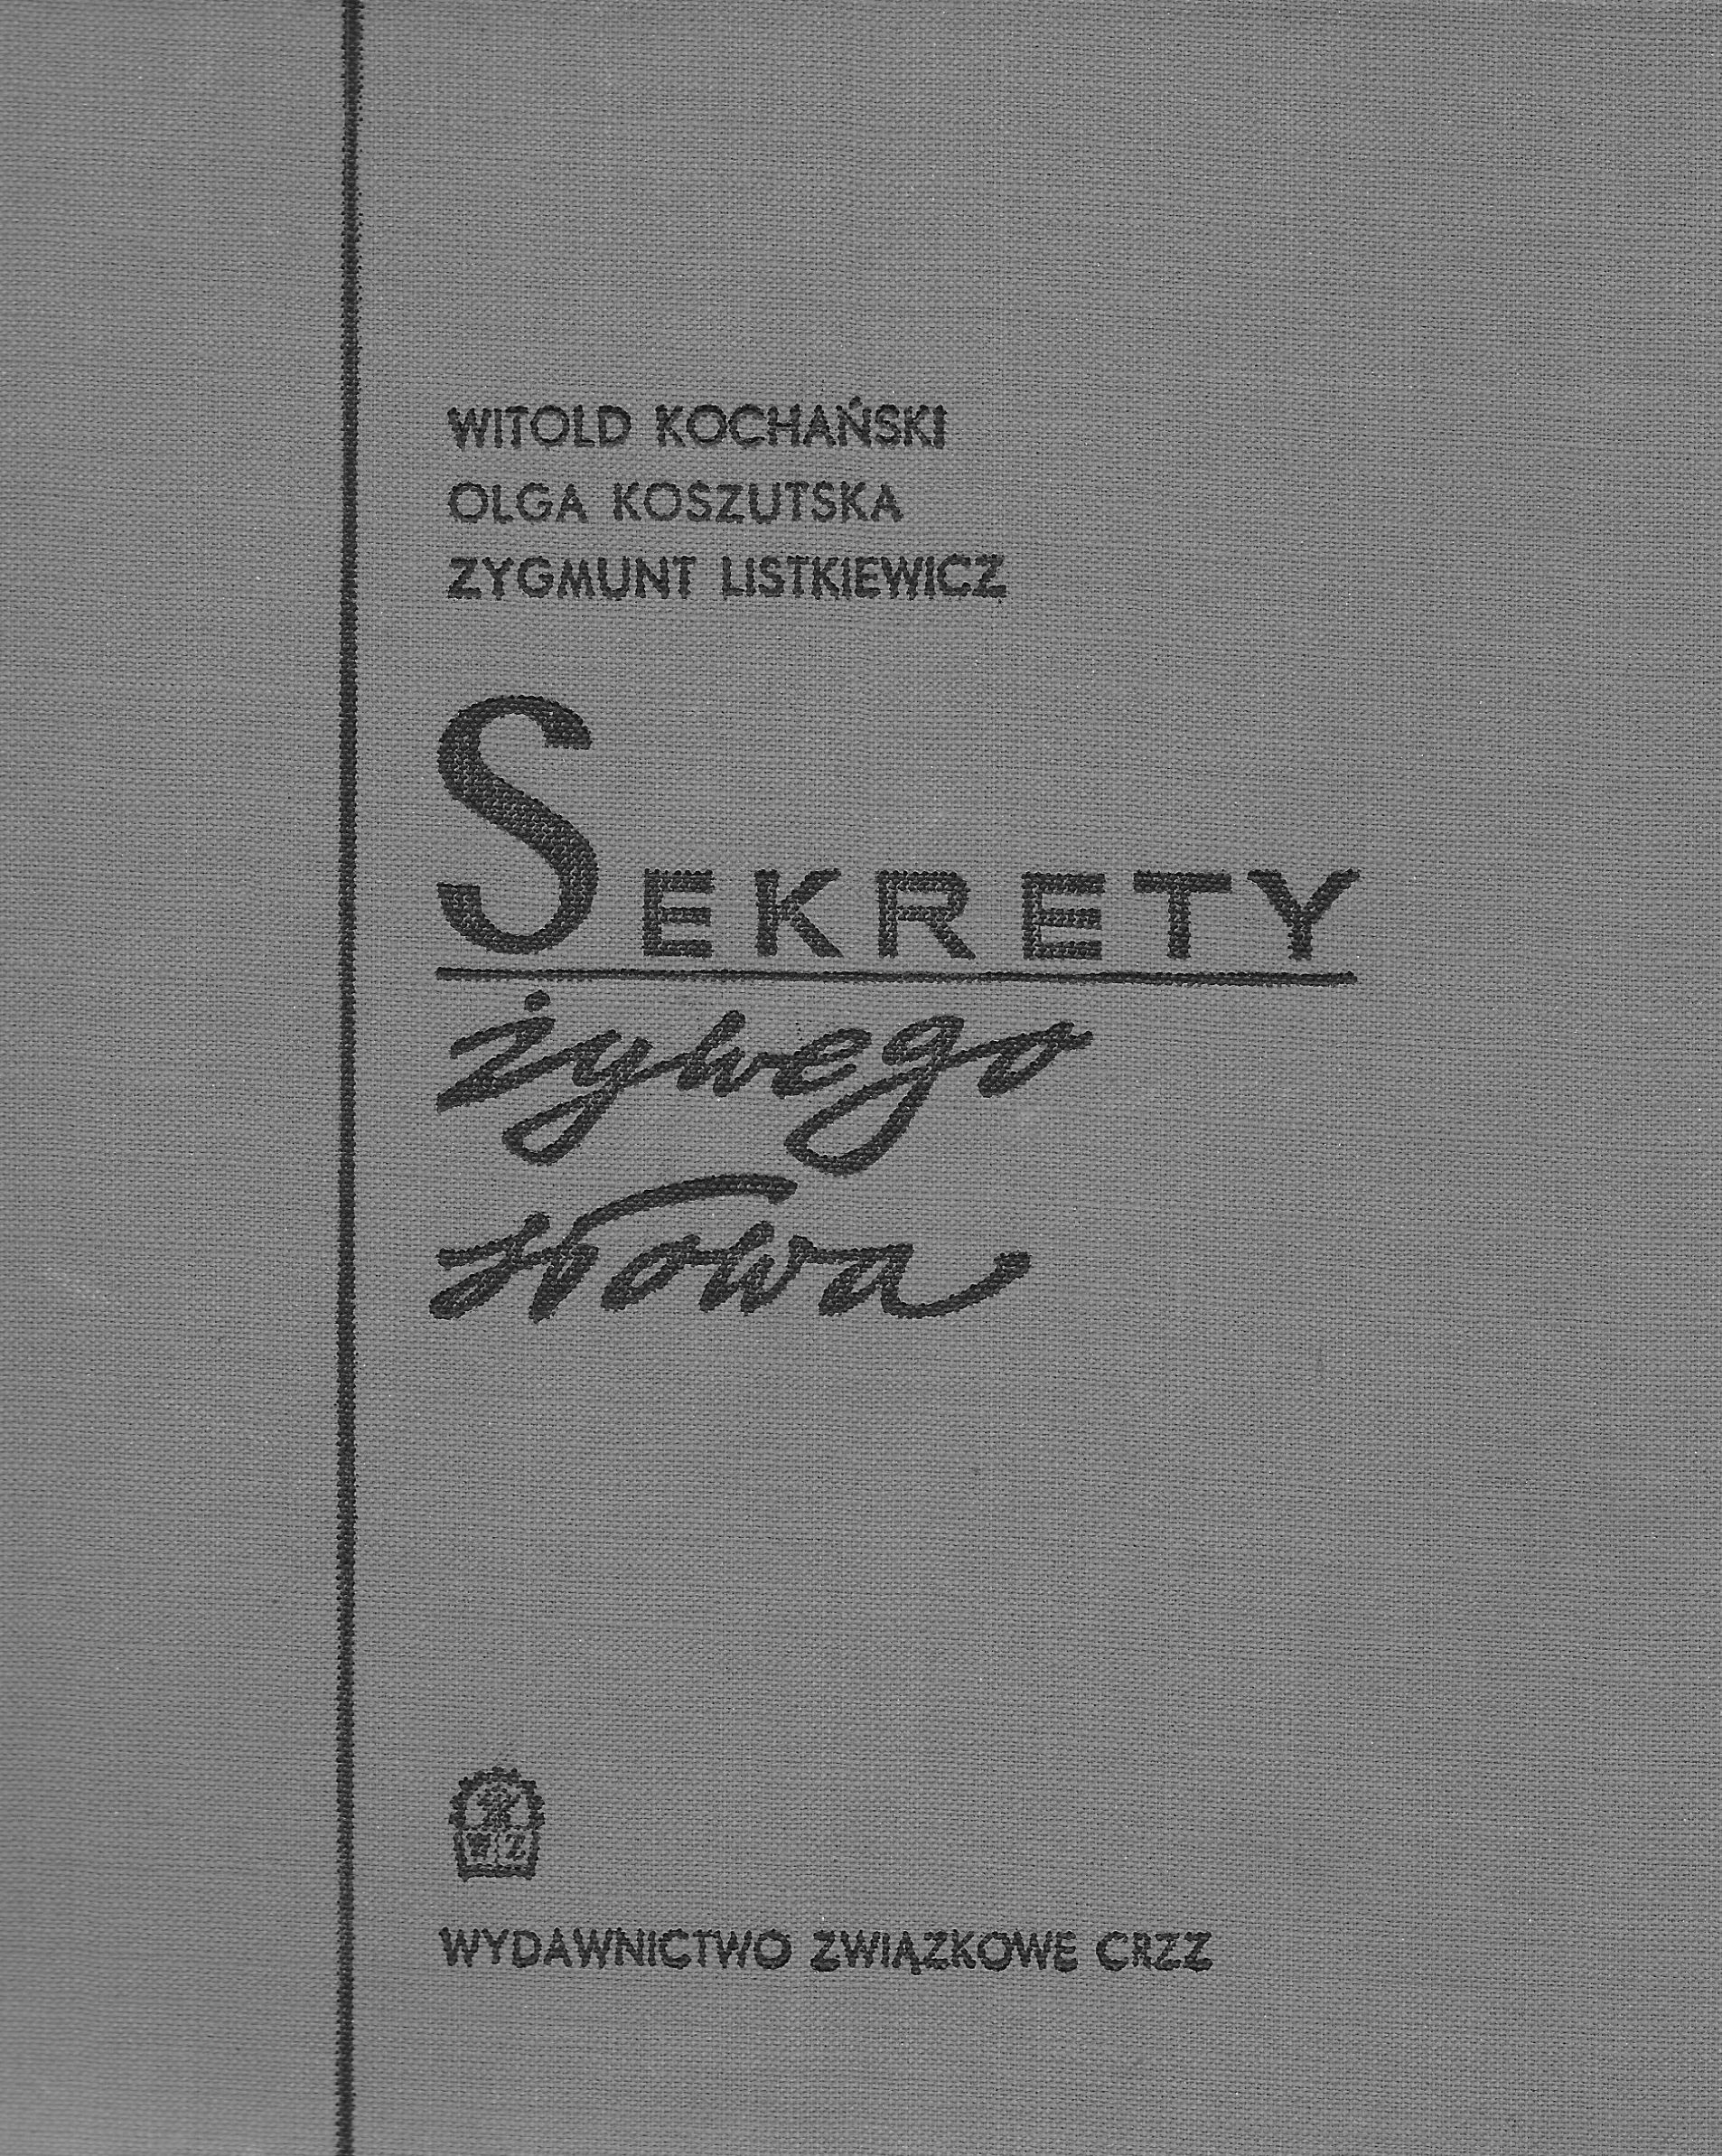 WITOLD KOCHAŃSKI
OLGA KOSZUTSKA
ZYGMUNT LISTKIEWICZ
SEKRETY
żywego
słowa
W Z
WYDAWNICTWO ZWIĄZKOWE CRZZ